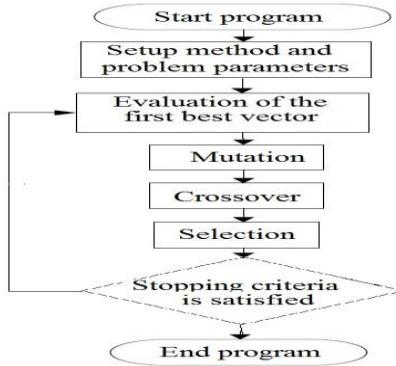 Start program
Setup method and
problem parameters
Evaluation of the
first best vector
Mutation
Crossover
Selection
Stopping criteria
is satisfied
End program